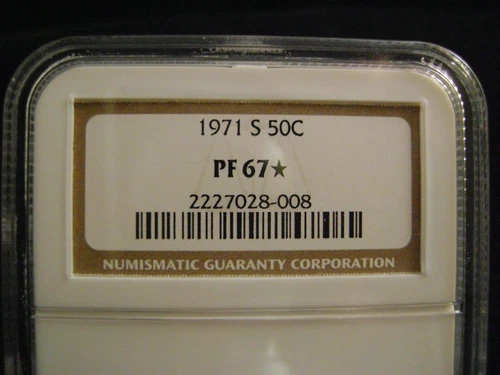 1971 S 50C
PF 67★
2227028-008
NUMISMATIC GUARANTY CORPORATION